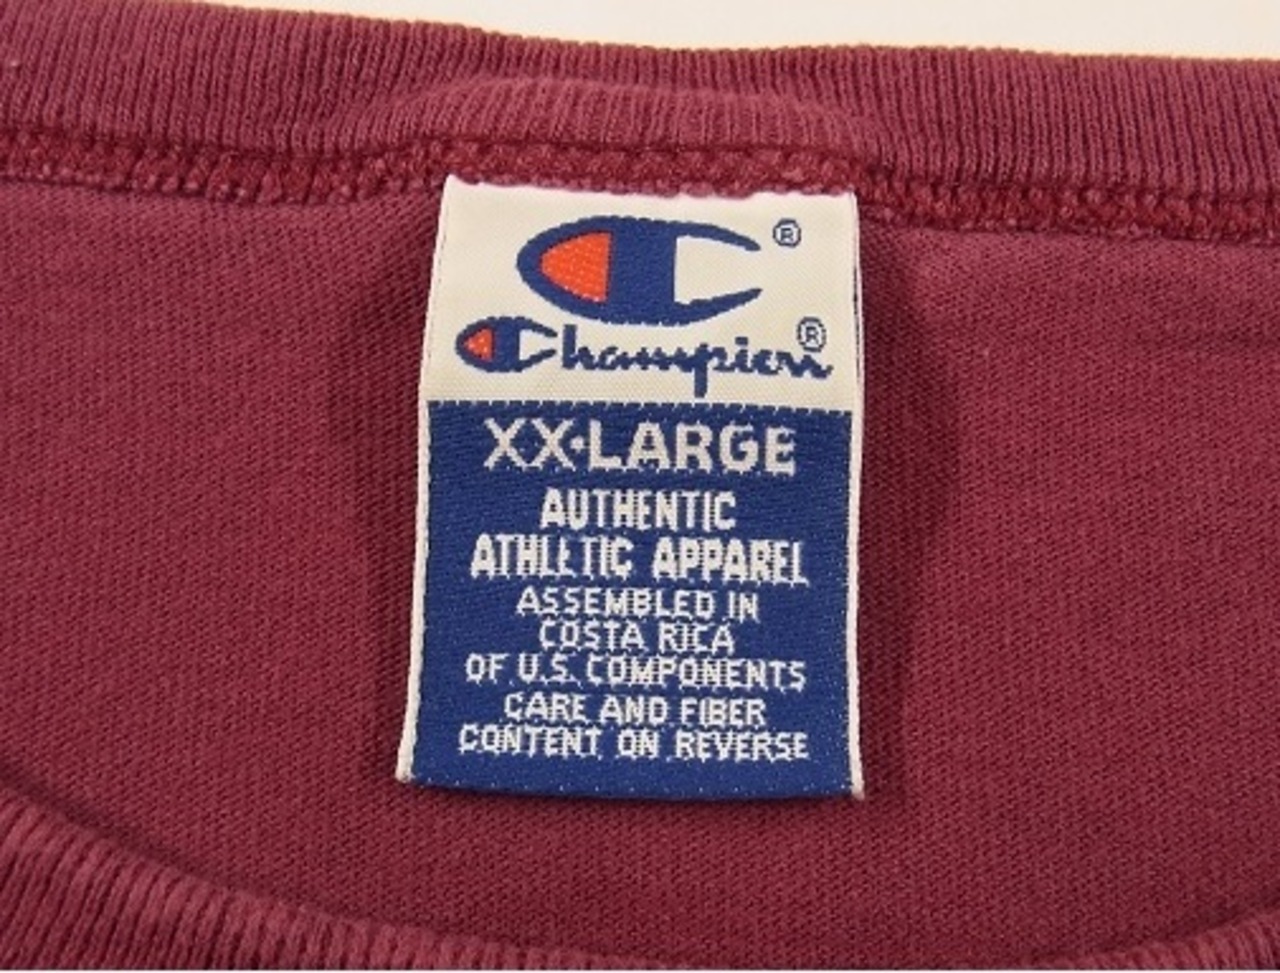 ®
Champion®
XX-LARGE
AUTHENTIC
ATHLETIC APPAREL
ASSEMBLED IN
COSTA RICA
OF U.S. COMPONENTS
CARE AND FIBER
CONTENT ON REVERSE